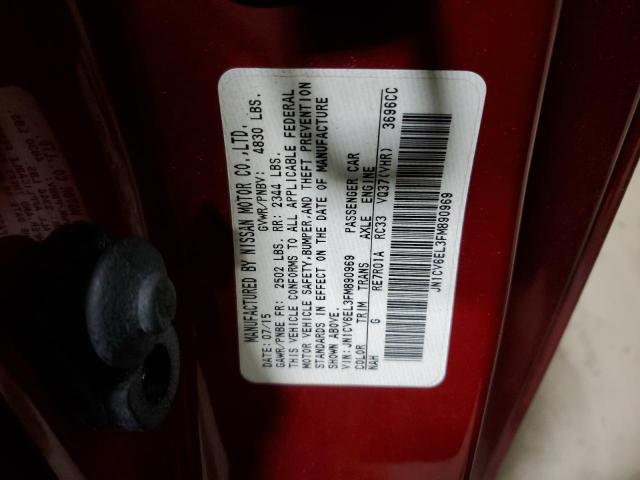 MANUFACTURED BY NISSAN MOTOR CO.,LTD.
DATE: 07/15 GVWR/PNBV: 4830 LBS.
GAWR/PNBE FR: 2502 LBS. RR: 2344 LBS.
THIS VEHICLE CONFORMS TO ALL APPLICABLE FEDERAL
MOTOR VEHICLE SAFETY,BUMPER,AND THEFT PREVENTION
STANDARDS IN EFFECT ON THE DATE OF MANUFACTURE
SHOWN ABOVE.
VIN:JN1CV6EL3FM890969 PASSENGER CAR
COLOR TRIM TRANS AXLE ENGINE
NAH G RE7R01A RC33 VQ37(VHR) 3696CC
JN1CV6EL3FM890969